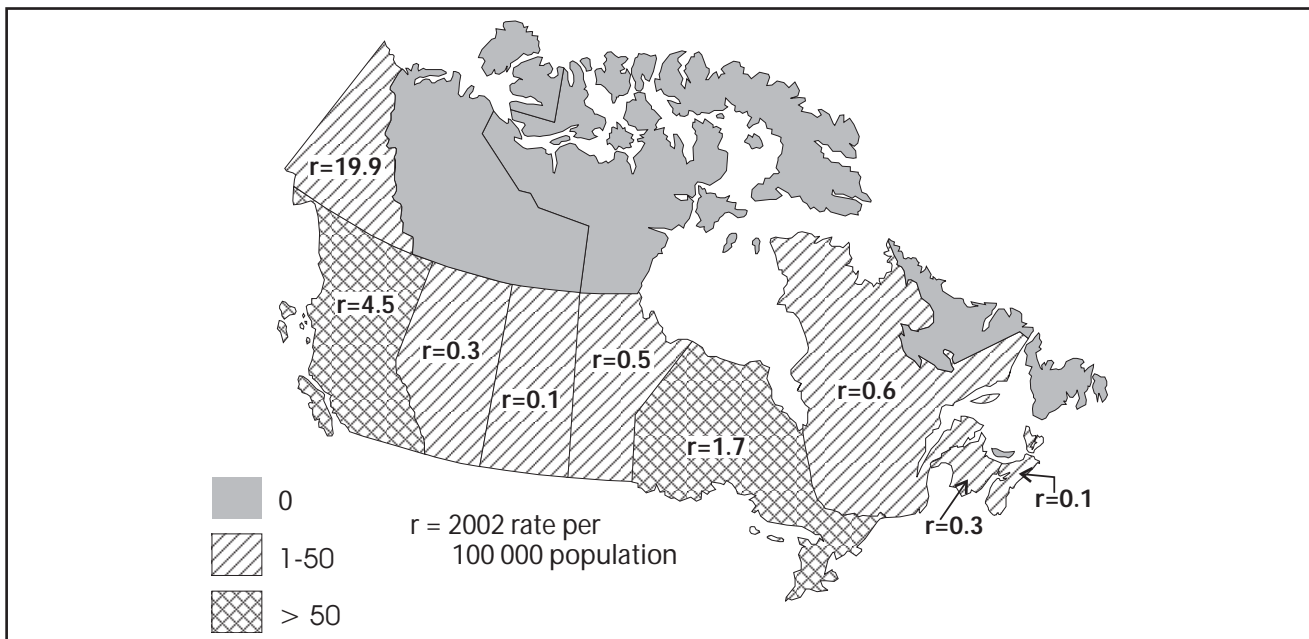 r=19.9
r=4.5
r=0.3
r=0.5
r=0.1
r=0.6
r=1.7
r=0.1
r=0.3
0
1-50
> 50
r = 2002 rate per
100 000 population